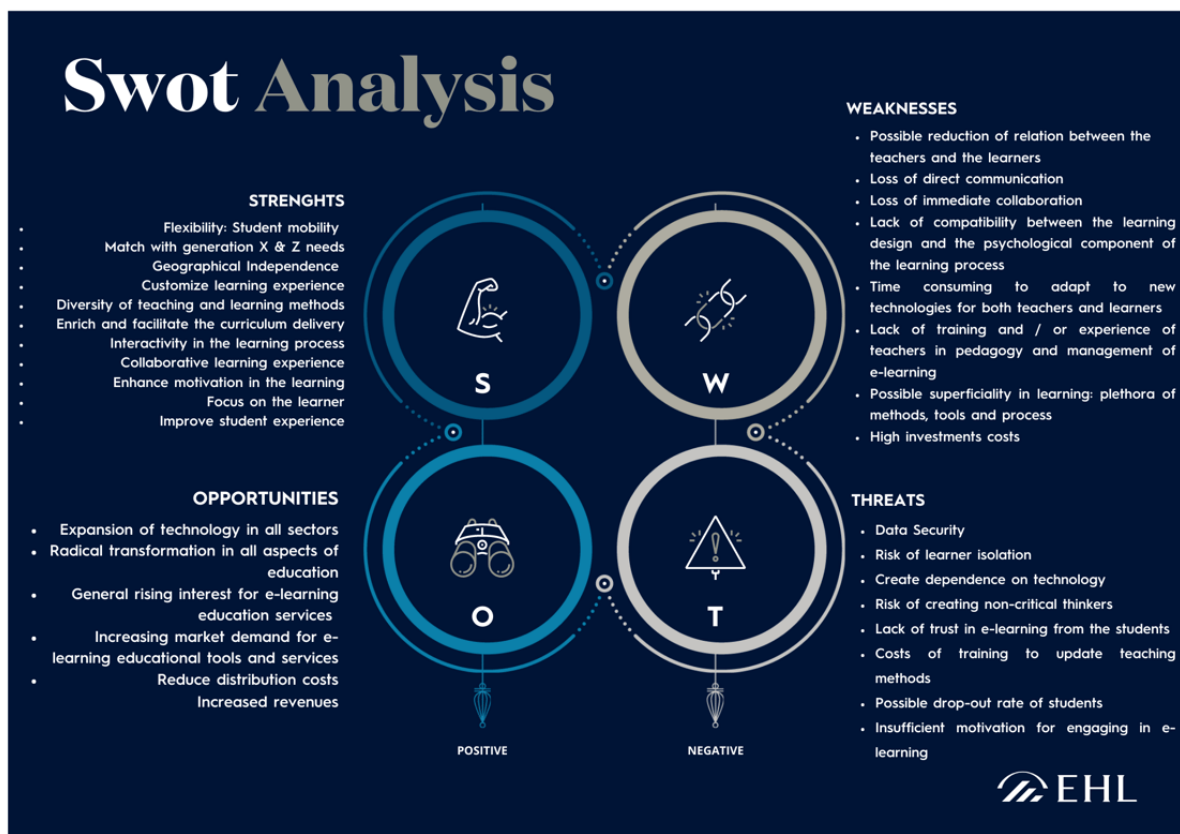 Swot Analysis
STRENGHTS
• Flexibility: Student mobility
• Match with generation X & Z needs
• Geographical Independence
• Customize learning experience
• Diversity of teaching and learning methods
• Enrich and facilitate the curriculum delivery
• Interactivity in the learning process
• Collaborative learning experience
• Enhance motivation in the learning
• Focus on the learner
• Improve student experience
WEAKNESSES
• Possible reduction of relation between the
teachers and the learners
• Loss of direct communication
• Loss of immediate collaboration
• Lack of compatibility between the learning
design and the psychological component of
the learning process
• Time consuming to adapt to new
technologies for both teachers and learners
• Lack of training and / or experience of
teachers in pedagogy and management of
e-learning
• Possible superficiality in learning: plethora of
methods, tools and process
• High investments costs
S
W
OPPORTUNITIES
• Expansion of technology in all sectors
• Radical transformation in all aspects of
education
• General rising interest for e-learning
education services
• Increasing market demand for e-
learning educational tools and services
• Reduce distribution costs
Increased revenues
O
T
THREATS
• Data Security
• Risk of learner isolation
• Create dependence on technology
• Risk of creating non-critical thinkers
• Lack of trust in e-learning from the students
• Costs of training to update teaching
methods
• Possible drop-out rate of students
• Insufficient motivation for engaging in e-
learning
POSITIVE
NEGATIVE
EHL